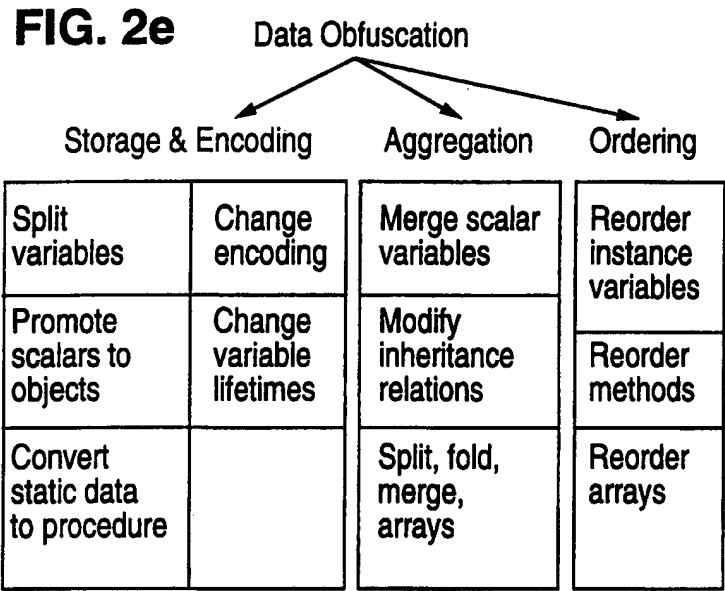 FIG. 2e
Data Obfuscation
Storage & Encoding
Aggregation
Ordering
Split
variables
Change
encoding
Merge scalar
variables
Reorder
instance
variables
Promote
scalars to
objects
Change
variable
lifetimes
Modify
inheritance
relations
Reorder
methods
Convert
static data
to procedure
Split, fold,
merge,
arrays
Reorder
arrays